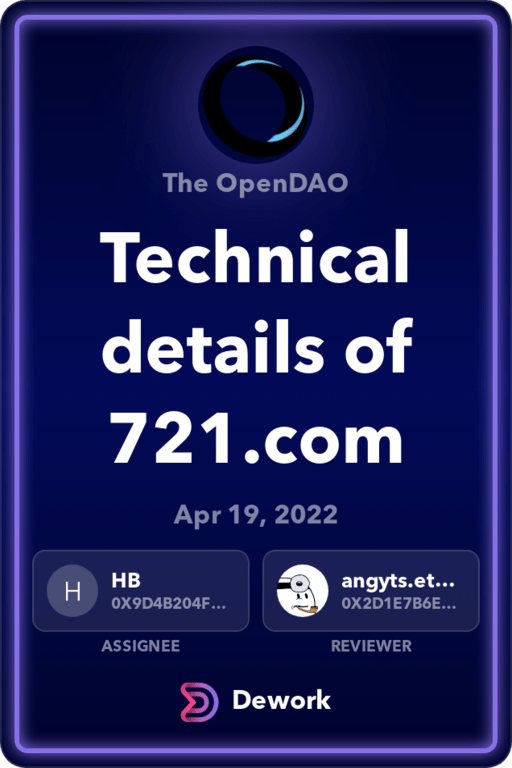 The OpenDAO
Technical
details of
721.com
Apr 19, 2022
H
HB
0X9D4B204F...
ASSIGNEE
angyts.et...
0X2D1E7B6E...
REVIEWER
Dework